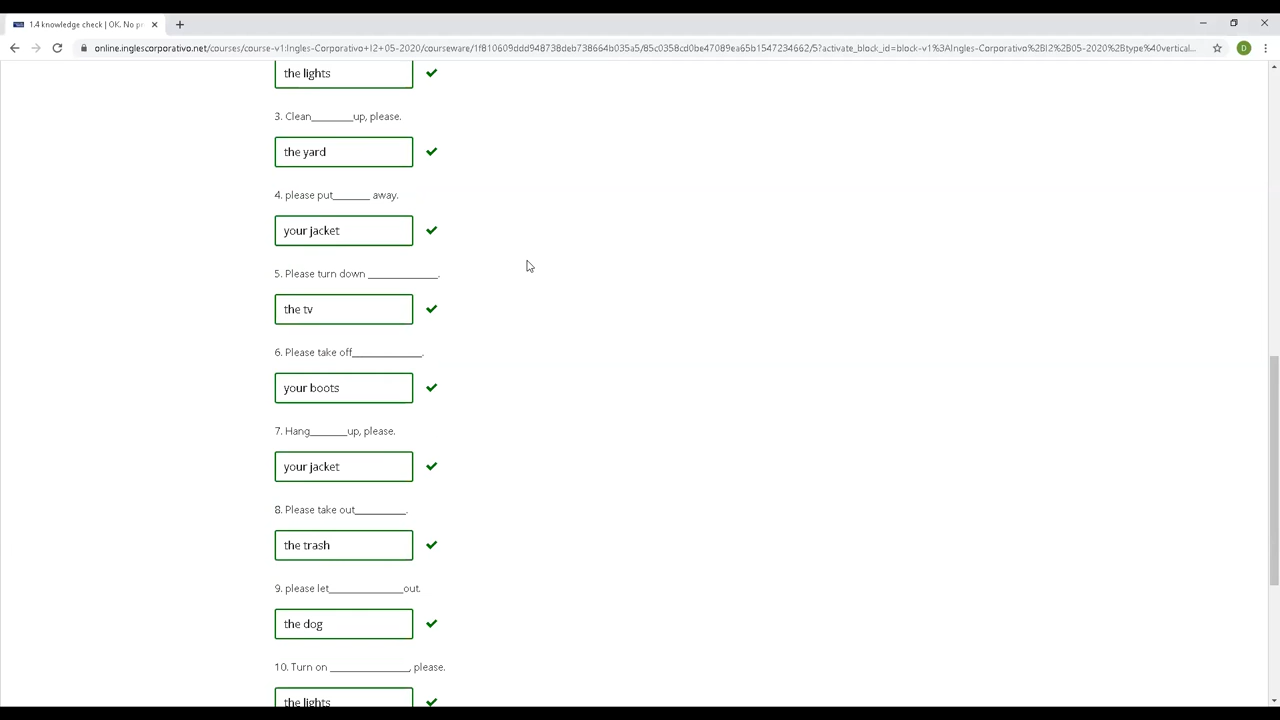 1.4 knowledge check | OK. No pr
online.inglescorporativo.net/courses/course-v1:Ingles-Corporativo+I2+05-2020/courseware/1f810609ddd948738deb738664b035a5/85c0358cd0be47089ea65b1547234662/5?activate_block_id=block-v1%3AIngles-Corporativo%2BI2%2B05-2020%2Btype%40vertical...
D
the lights
3. Clean________up, please.
the yard
4. please put_______ away.
your jacket
5. Please turn down _____________.
the tv
6. Please take off_____________.
your boots
7. Hang_______up, please.
your jacket
8. Please take out__________.
the trash
9. please let______________out.
the dog
10. Turn on _______________, please.
the lights